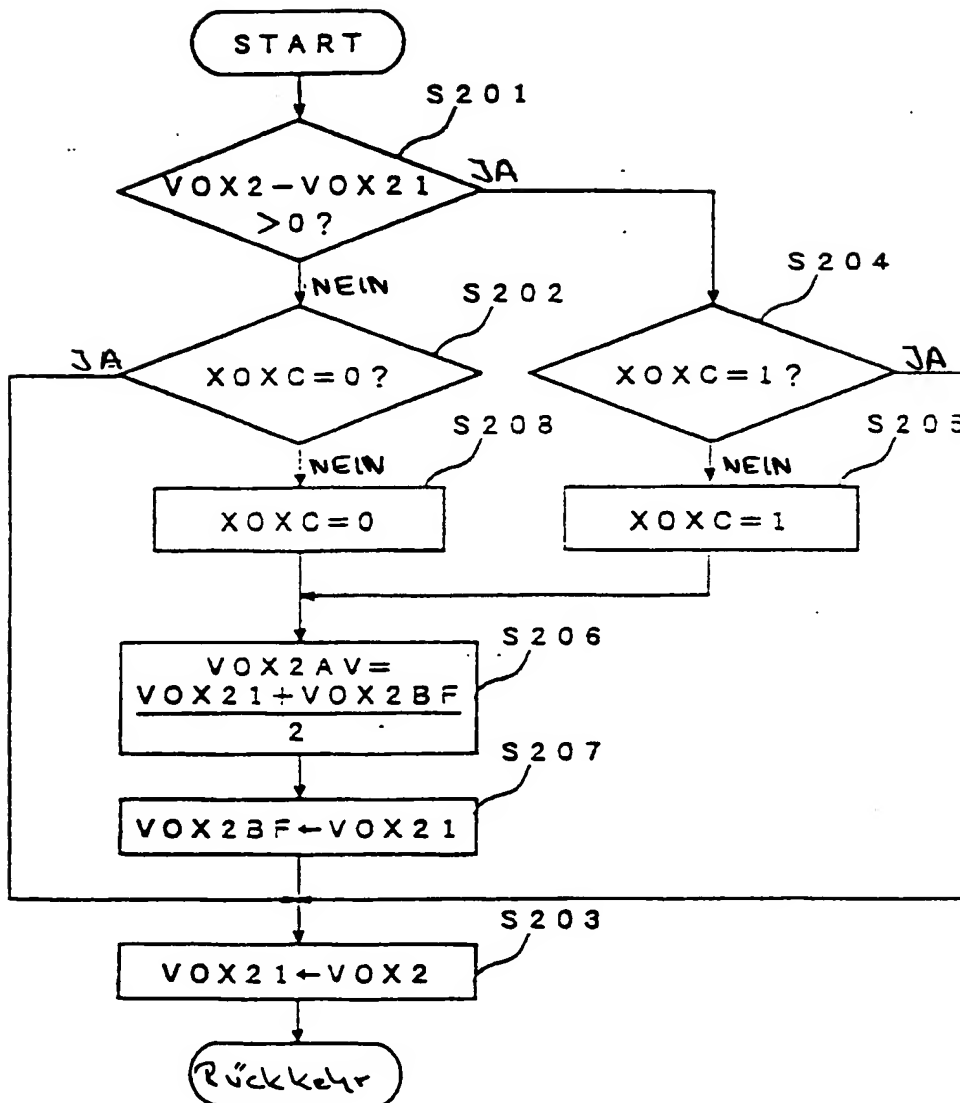 START
S201
VOX2-VOX21
>0?
JA
NEIN
S202
S204
JA
XOXC=0?
XOXC=1?
JA
S208
S205
NEIN
NEIN
XOXC=0
XOXC=1
S206
VOX2AV=
VOX21+VOX2BF
2
S207
VOX2BF←VOX21
S203
VOX21←VOX2
Rückkehr